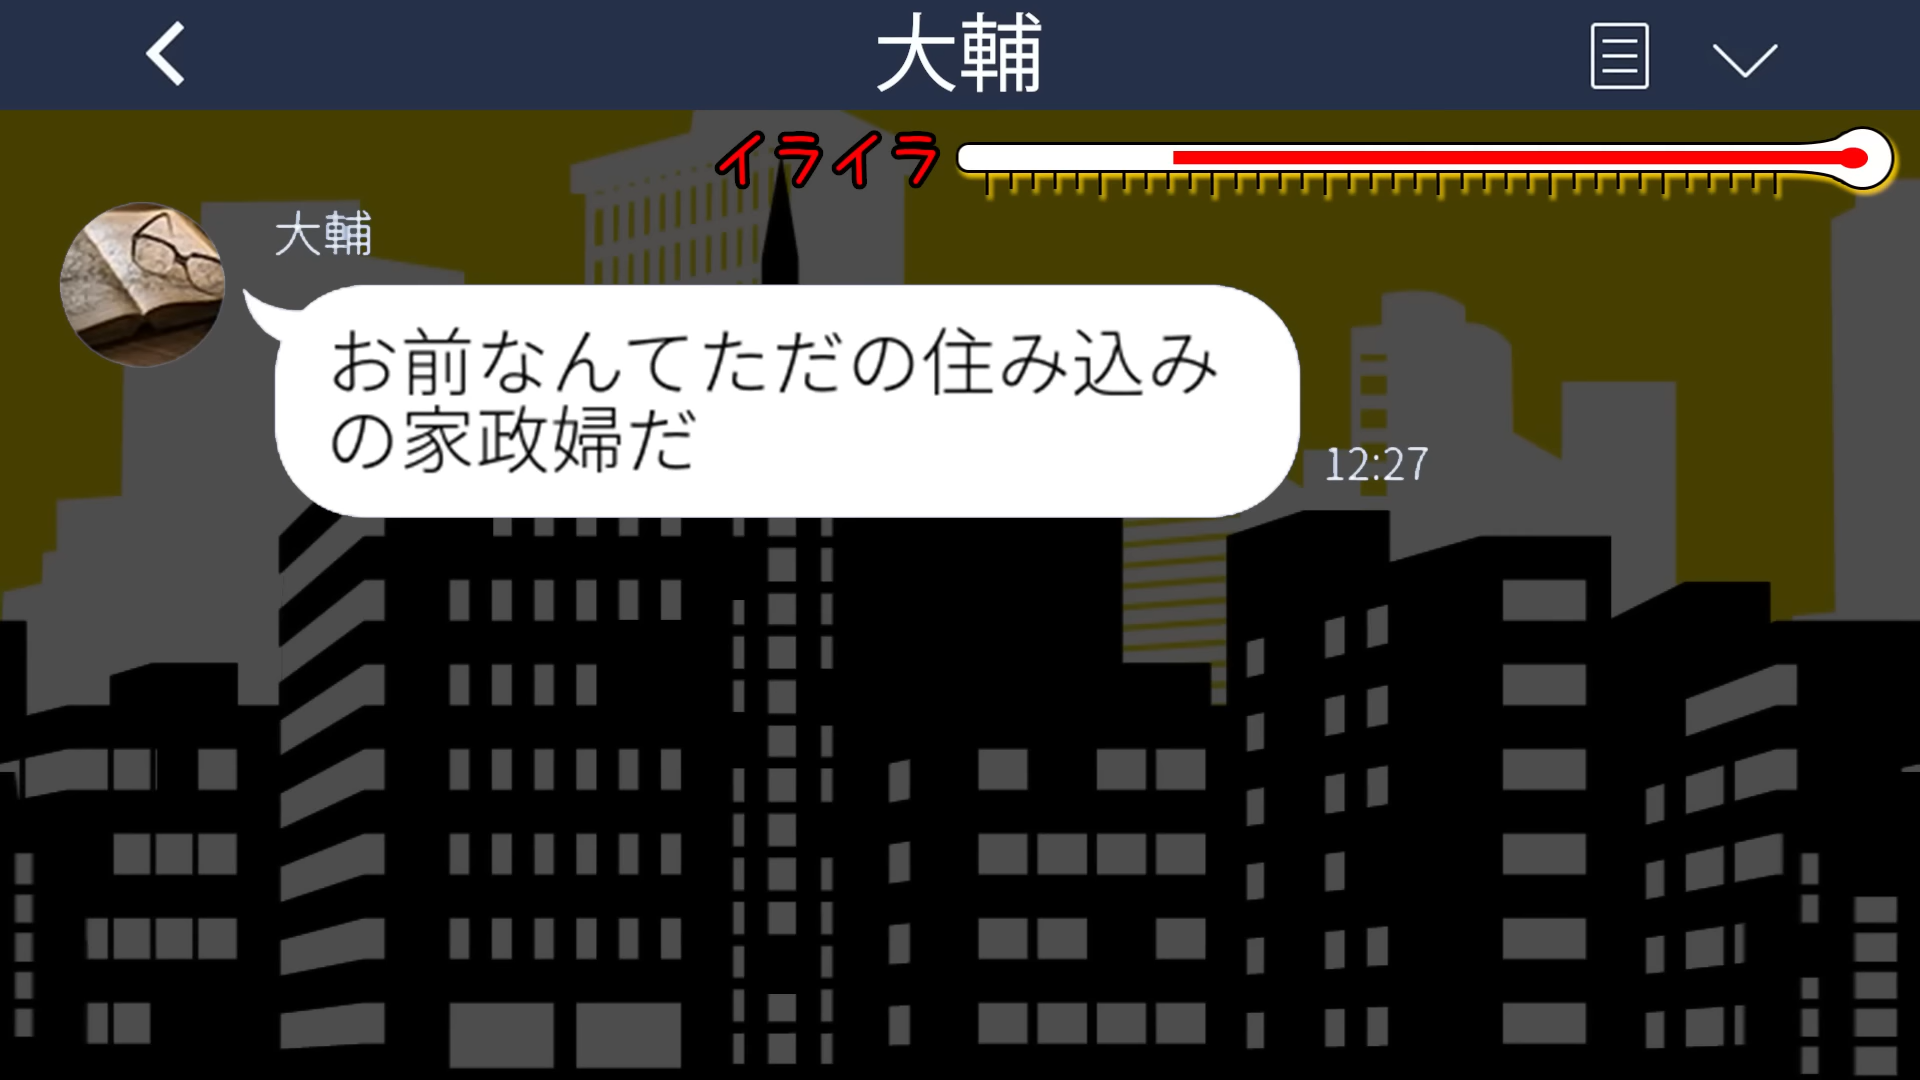 大輔
イライラ
大輔
お前なんてただの住み込み
の家政婦だ
12:27